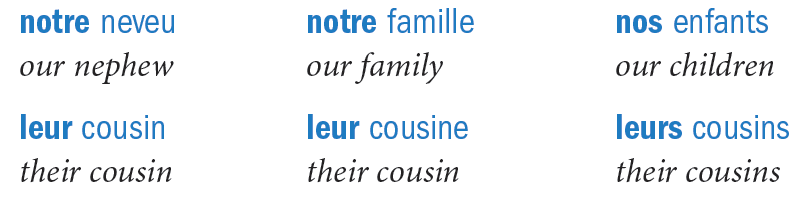 notre neveu notre famille nos enfants
our nephew our family our children
leur cousin leur cousine leurs cousins
their cousin their cousin their cousins